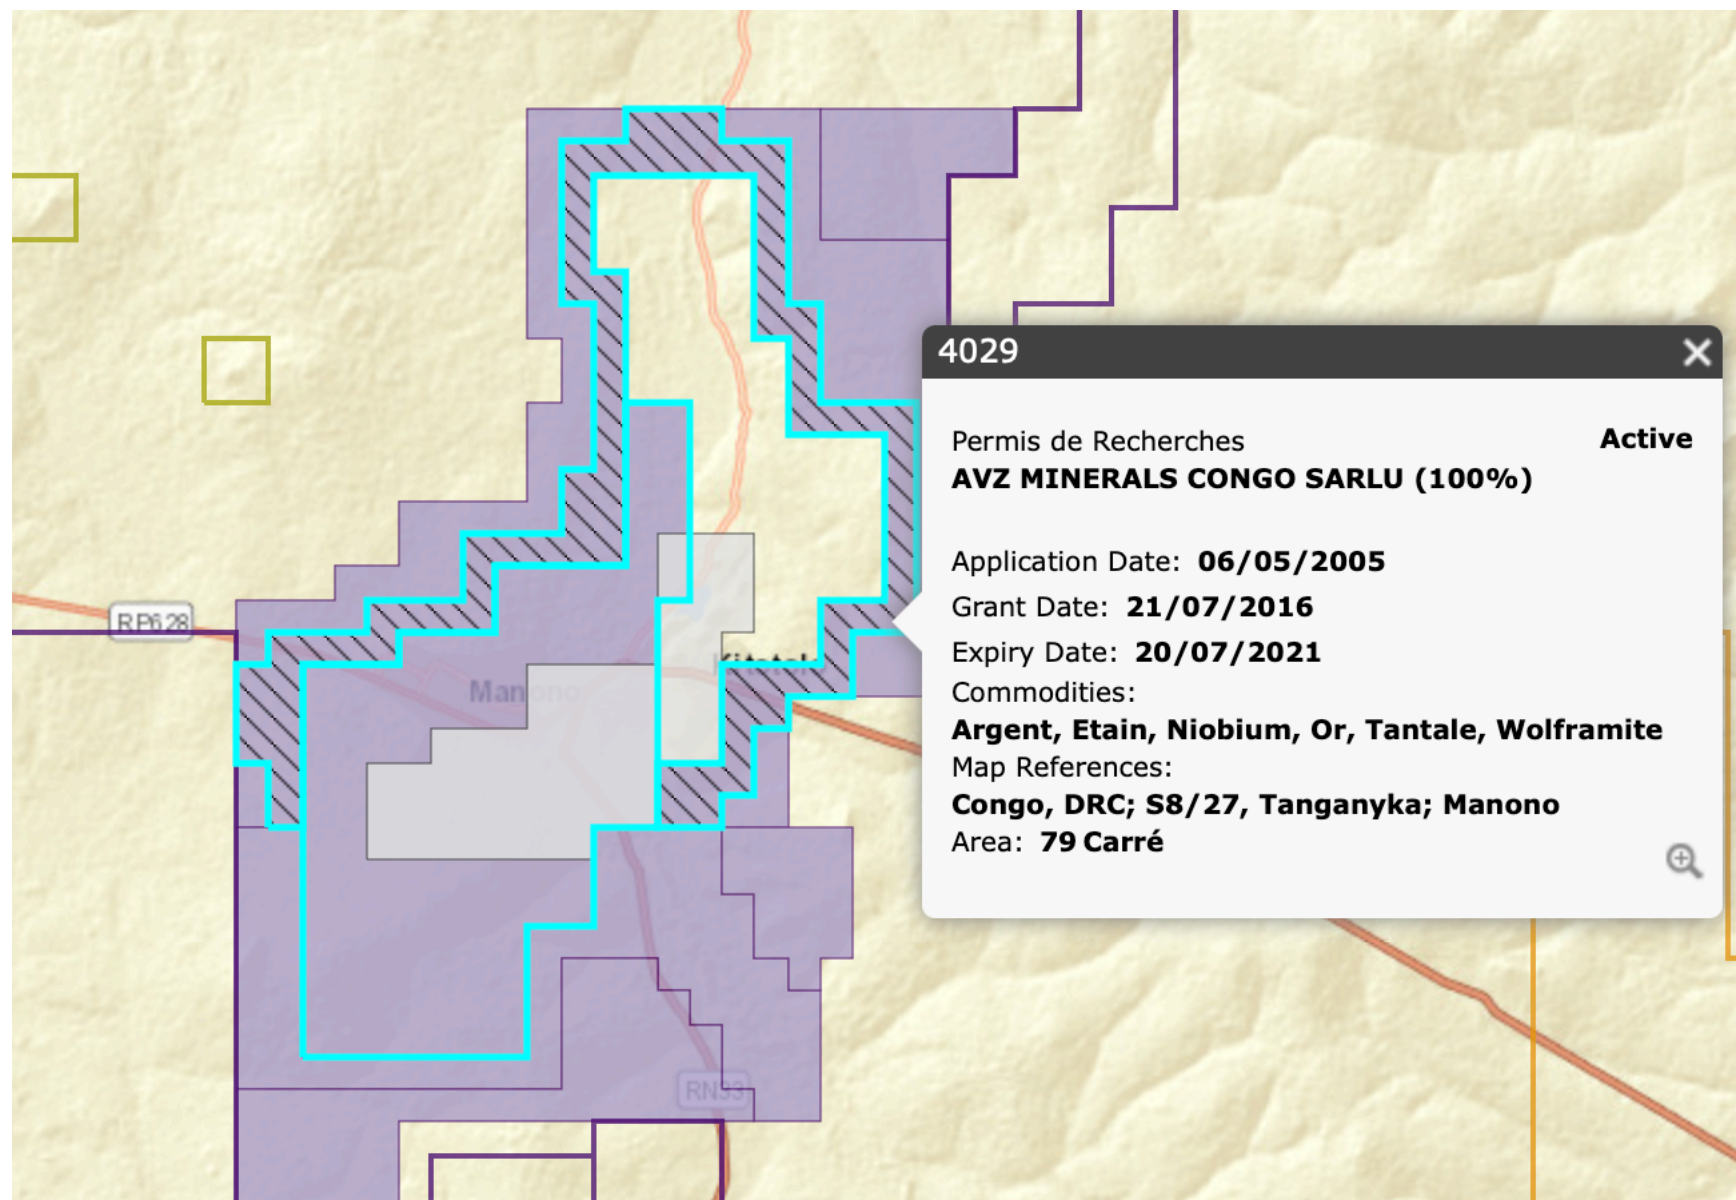 4029
Permis de Recherches Active
AVZ MINERALS CONGO SARLU (100%)
Application Date: 06/05/2005
Grant Date: 21/07/2016
Expiry Date: 20/07/2021
Commodities:
Argent, Etain, Niobium, Or, Tantale, Wolframite
Map References:
Congo, DRC; S8/27, Tanganyka; Manono
Area: 79 Carré
RP628
Manono
RN33